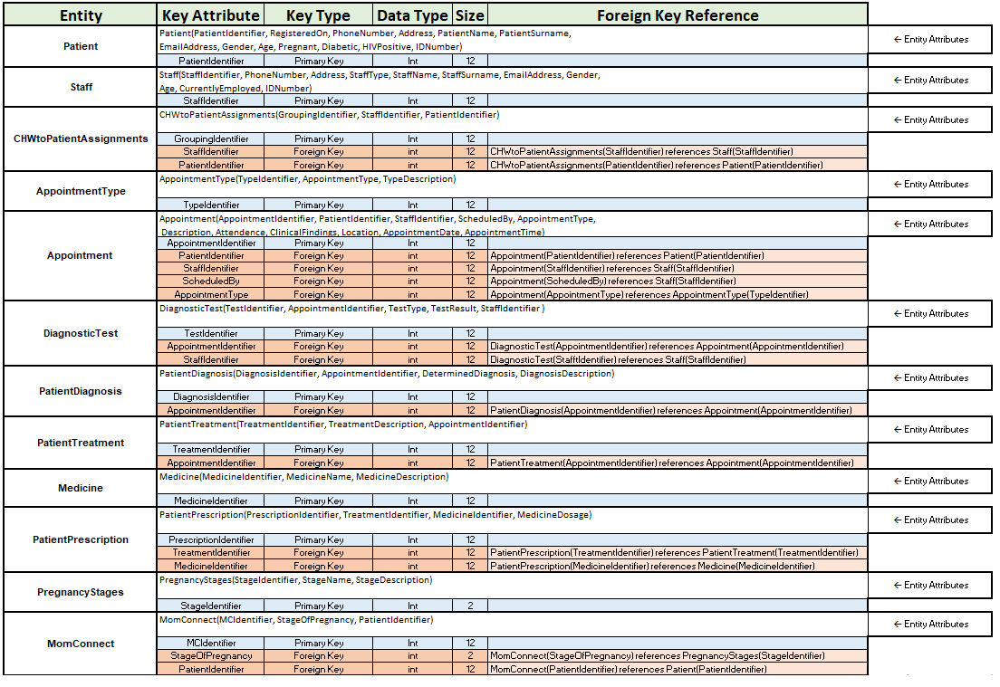 Entity Key Attribute Key Type Data Type Size Foreign Key Reference
Patient
Patient(PatientIdentifier, RegisteredOn, PhoneNumber, Address, PatientName, PatientSurname,
EmailAddress, Gender, Age, Pregnant, Diabetic, HIVPositive, IDNumber)
← Entity Attributes
PatientIdentifier Primary Key Int 12
Staff
Staff(StaffIdentifier, PhoneNumber, Address, StaffType, StaffName, StaffSurname, EmailAddress, Gender,
Age, CurrentlyEmployed, IDNumber)
← Entity Attributes
StaffIdentifier Primary Key Int 12
CHWtoPatientAssignments
CHWtoPatientAssignments(GroupingIdentifier, StaffIdentifier, PatientIdentifier)
← Entity Attributes
GroupingIdentifier Primary Key Int 12
StaffIdentifier Foreign Key int 12 CHWtoPatientAssignments(StaffIdentifier) references Staff(StaffIdentifier)
PatientIdentifier Foreign Key int 12 CHWtoPatientAssignments(PatientIdentifier) references Patient(PatientIdentifier)
AppointmentType
AppointmentType(TypeIdentifier, AppointmentType, TypeDescription)
← Entity Attributes
TypeIdentifier Primary Key Int 12
Appointment
Appointment(AppointmentIdentifier, PatientIdentifier, StaffIdentifier, ScheduledBy, AppointmentType,
Description, Attendence, ClinicalFindings, Location, AppointmentDate, AppointmentTime)
← Entity Attributes
AppointmentIdentifier Primary Key Int 12
PatientIdentifier Foreign Key int 12 Appointment(PatientIdentifier) references Patient(PatientIdentifier)
StaffIdentifier Foreign Key int 12 Appointment(StaffIdentifier) references Staff(StaffIdentifier)
ScheduledBy Foreign Key int 12 Appointment(ScheduledBy) references Staff(StaffIdentifier)
AppointmentType Foreign Key int 12 Appointment(AppointmentType) references AppointmentType(TypeIdentifier)
DiagnosticTest
DiagnosticTest(TestIdentifier, AppointmentIdentifier, TestType, TestResult, StaffIdentifier )
← Entity Attributes
TestIdentifier Primary Key Int 12
AppointmentIdentifier Foreign Key int 12 DiagnosticTest(AppointmentIdentifier) references Appointment(AppointmentIdentifier)
StaffIdentifier Foreign Key int 12 DiagnosticTest(StafftIdentifier) references Staff(StaffIdentifier)
PatientDiagnosis
PatientDiagnosis(DiagnosisIdentifier, AppointmentIdentifier, DeterminedDiagnosis, DiagnosisDescription)
← Entity Attributes
DiagnosisIdentifier Primary Key Int 12
AppointmentIdentifier Foreign Key int 12 PatientDiagnosis(AppointmentIdentifier) references Appointment(AppointmentIdentifier)
PatientTreatment
PatientTreatment(TreatmentIdentifier, TreatmentDescription, AppointmentIdentifier)
← Entity Attributes
TreatmentIdentifier Primary Key Int 12
AppointmentIdentifier Foreign Key int 12 PatientTreatment(AppointmentIdentifier) references Appointment(AppointmentIdentifier)
Medicine
Medicine(MedicineIdentifier, MedicineName, MedicineDescription)
← Entity Attributes
MedicineIdentifier Primary Key Int 12
PatientPrescription
PatientPrescription(PrescriptionIdentifier, TreatmentIdentifier, MedicineIdentifier, MedicineDosage)
← Entity Attributes
PrescriptionIdentifier Primary Key Int 12
TreatmentIdentifier Foreign Key int 12 PatientPrescription(TreatmentIdentifier) references PatientTreatment(TreatmentIdentifier)
MedicineIdentifier Foreign Key int 12 PatientPrescription(MedicineIdentifier) references Medicine(MedicineIdentifier)
PregnancyStages
PregnancyStages(StageIdentifier, StageName, StageDescription)
← Entity Attributes
StageIdentifier Primary Key Int 2
MomConnect
MomConnect(MCIdentifier, StageOfPregnancy, PatientIdentifier)
← Entity Attributes
MCIdentifier Primary Key Int 12
StageOfPregnancy Foreign Key int 2 MomConnect(StageOfPregnancy) references PregnancyStages(StageIdentifier)
PatientIdentifier Foreign Key int 12 MomConnect(PatientIdentifier) references Patient(PatientIdentifier)